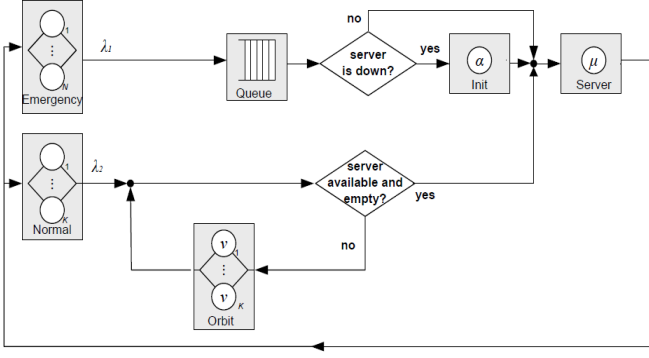 no
1
λ1
N
Emergency
Queue
server
is down?
yes
α
Init
μ
Server
1
λ2
K
Normal
server
available and
empty?
yes
no
ν
1
ν
K
Orbit